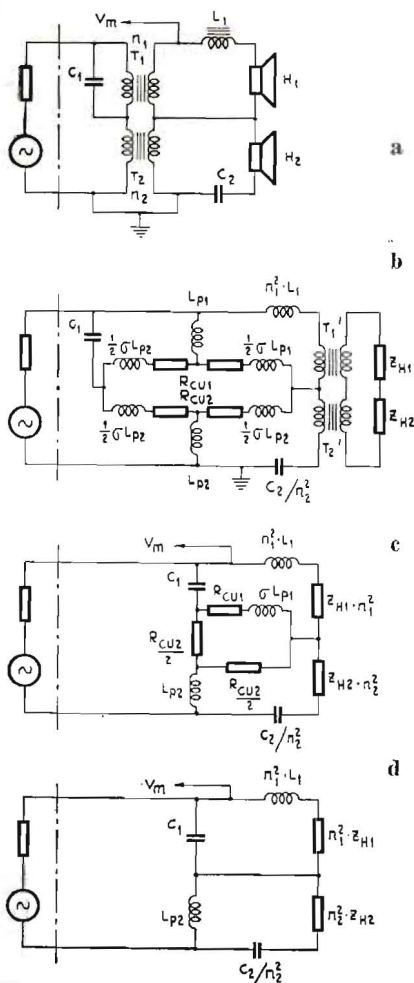 Vm
L₁
n₁
T₁
C₁
H₁
H₂
T₂
n₂
C₂
a
b
Lp1
n₁²·L₁
C₁
½σLp2
½σLp1
T₁'
ZH1
RCU1
RCU2
ZH2
½σLp2
½σLp2
T₂'
Lp2
C₂/n₂²
c
Vm
n₁²·L₁
C₁
RCU1
σLp1
ZH1·n₁²
RCU2/2
ZH2·n₂²
Lp2
RCU2/2
C₂/n₂²
d
Vm
n₁²·L₁
C₁
n₁²·ZH1
Lp2
n₂²·ZH2
C₂/n₂²